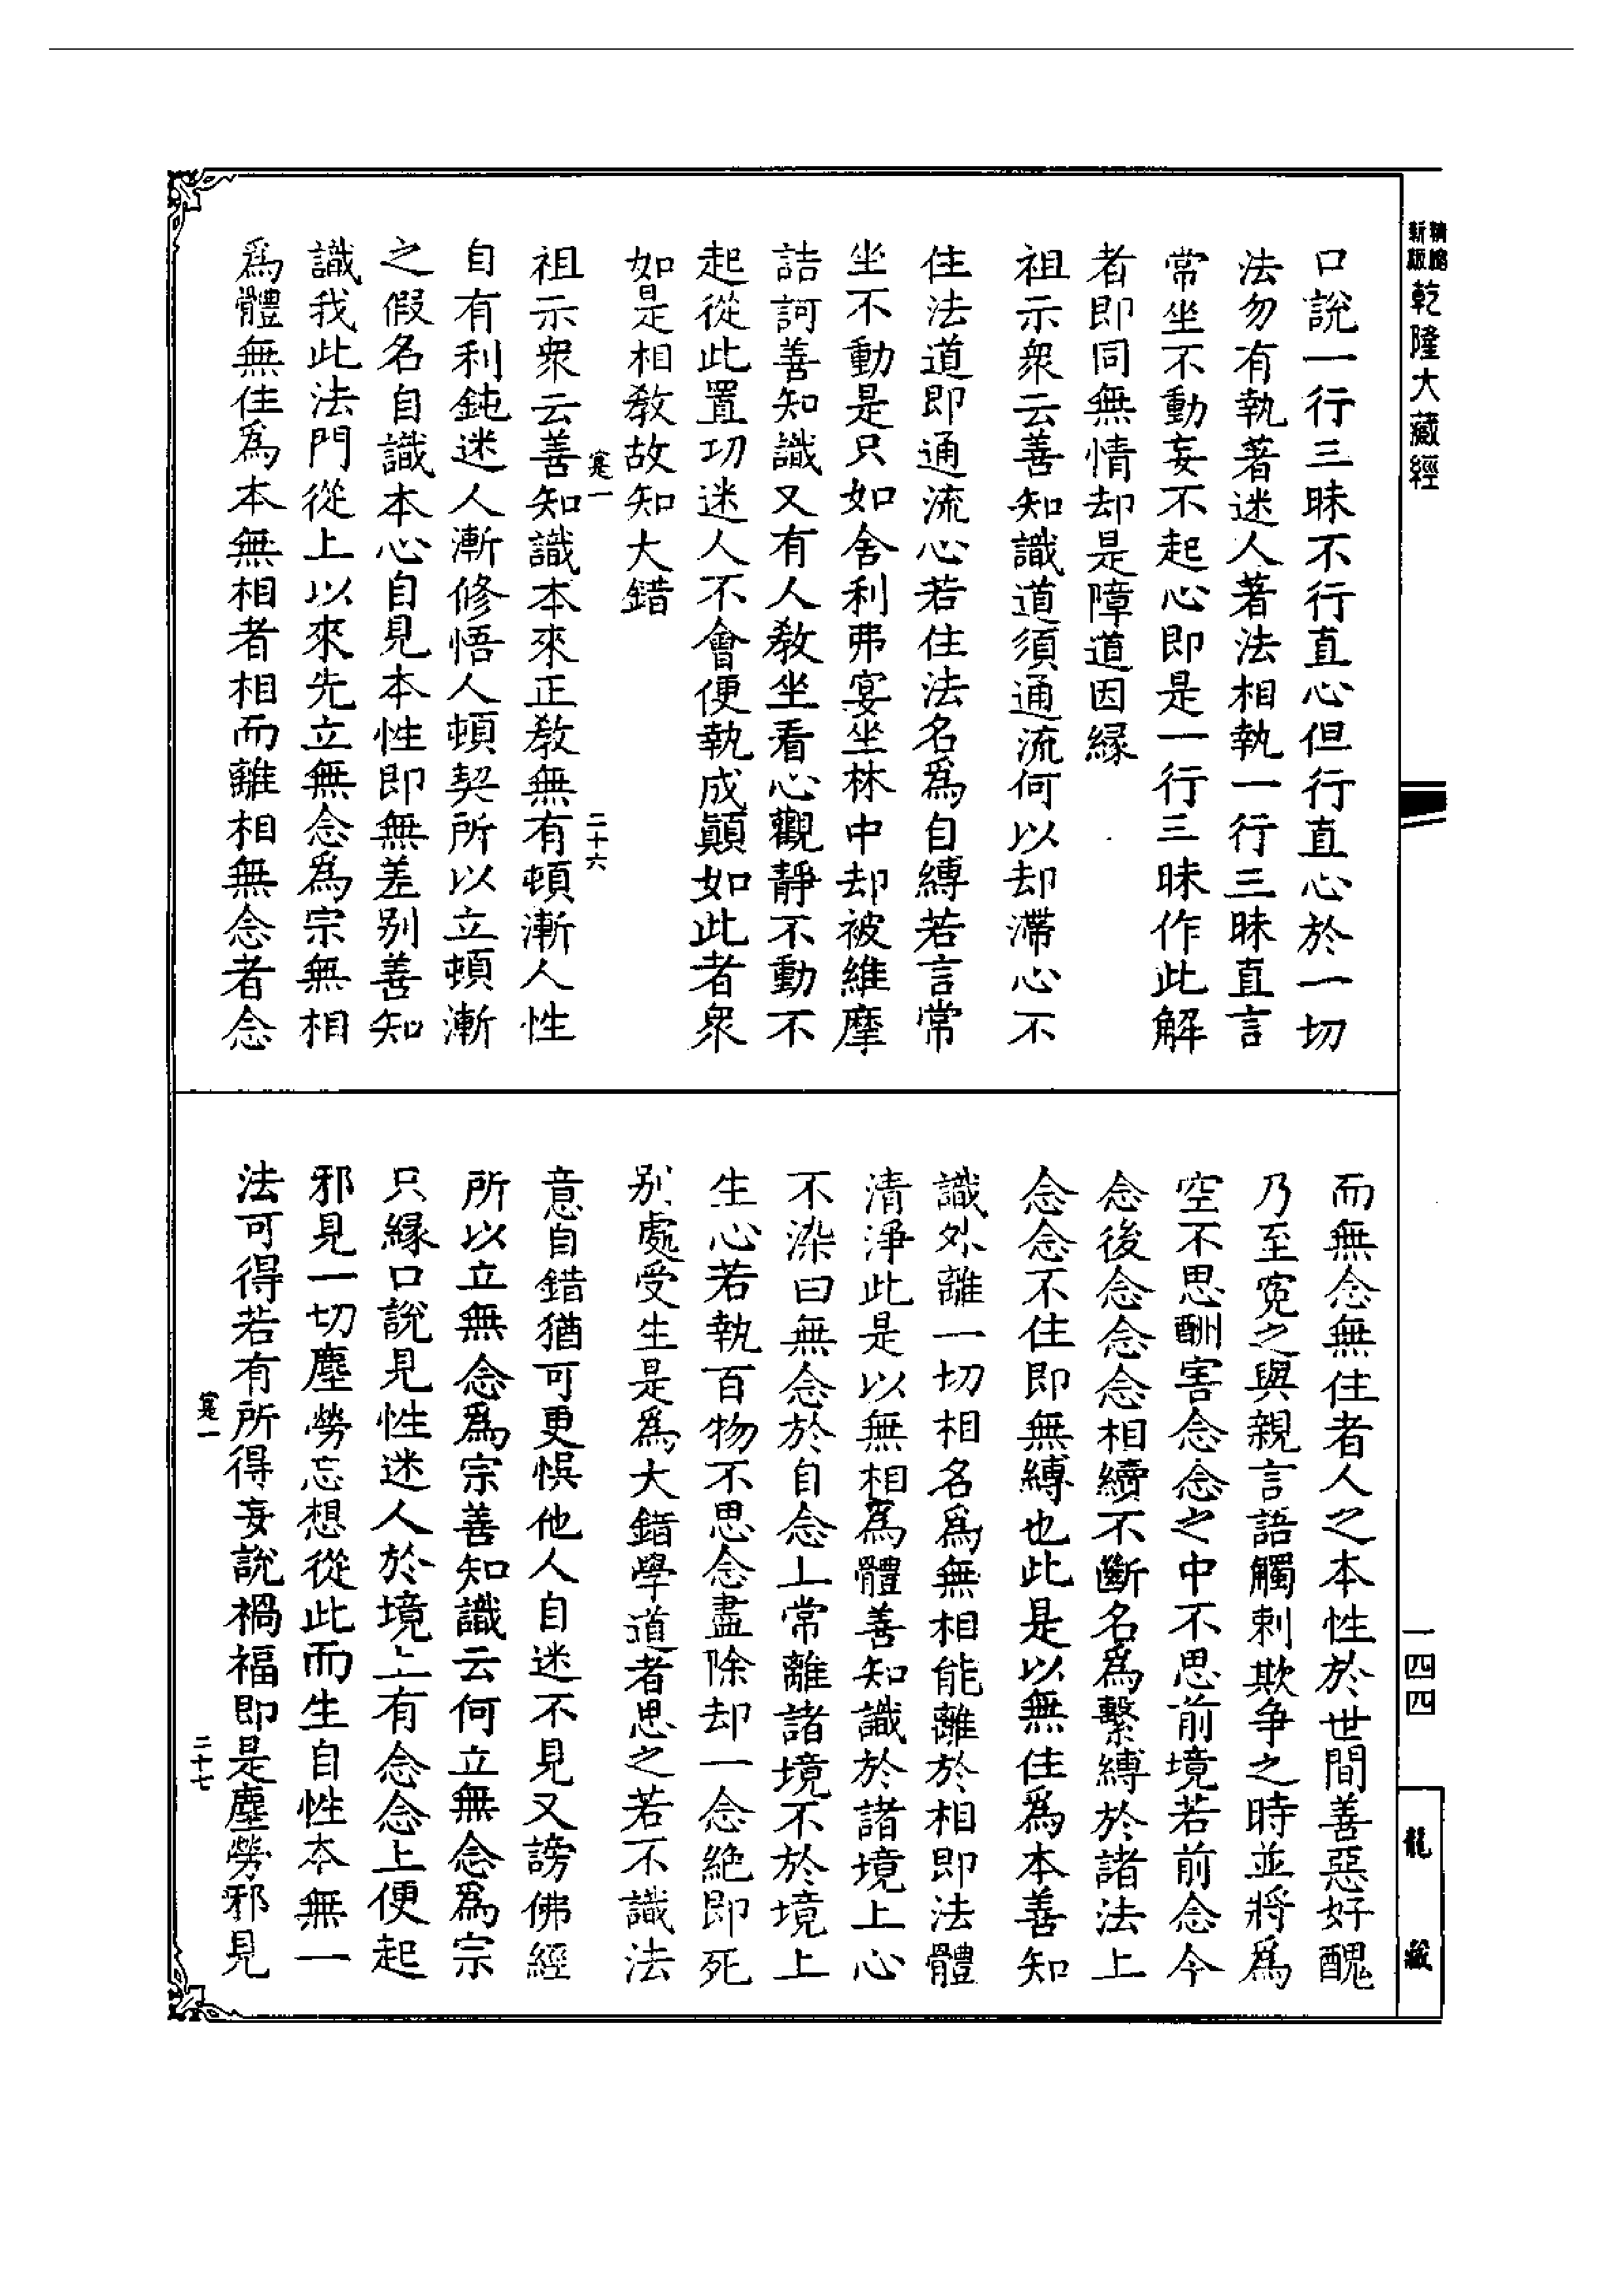 精縮
新版
乾隆大藏經
口說一行三昧不行直心但行直心於一切
法勿有執著迷人著法相執一行三昧直言
常坐不動妄不起心即是一行三昧作此解
者即同無情却是障道因緣
祖示眾云善知識道須通流何以却滯心不
住法道即通流心若住法名爲自縛若言常
坐不動是只如舍利弗宴坐林中却被維摩
詰訶善知識又有人教坐看心觀靜不動不
起從此置功迷人不會便執成顚如此者眾
如是相教故知大錯
寔一
二十六
祖示眾云善知識本來正教無有頓漸人性
自有利鈍迷人漸修悟人頓契所以立頓漸
之假名自識本心自見本性即無差别善知
識我此法門從上以來先立無念爲宗無相
爲體無住爲本無相者相而離相無念者念
一四四
龍藏
而無念無住者人之本性於世間善惡好醜
乃至寃之與親言語觸刺欺争之時並將爲
空不思酬害念念之中不思前境若前念今
念後念念念相續不斷名爲繫縛於諸法上
念念不住即無縛也此是以無住爲本善知
識外離一切相名爲無相能離於相即法體
清淨此是以無相爲體善知識於諸境上心
不染曰無念於自念上常離諸境不於境上
生心若執百物不思念盡除却一念絶即死
别處受生是爲大錯學道者思之若不識法
意自錯猶可更悞他人自迷不見又謗佛經
所以立無念爲宗善知識云何立無念爲宗
只緣口說見性迷人於境上有念念上便起
邪見一切塵勞忘想從此而生自性本無一
法可得若有所得妄說禍福即是塵勞邪見
寔一
二十七